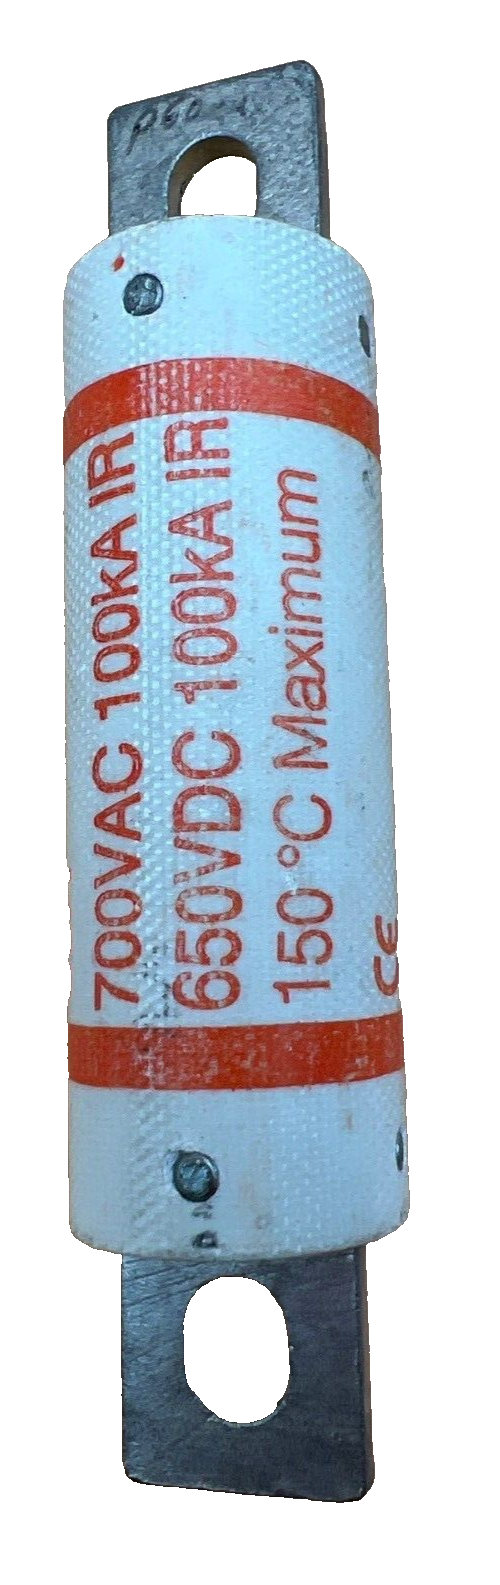 700VAC 100kA IR
650VDC 100kA IR
150 °C Maximum
CE